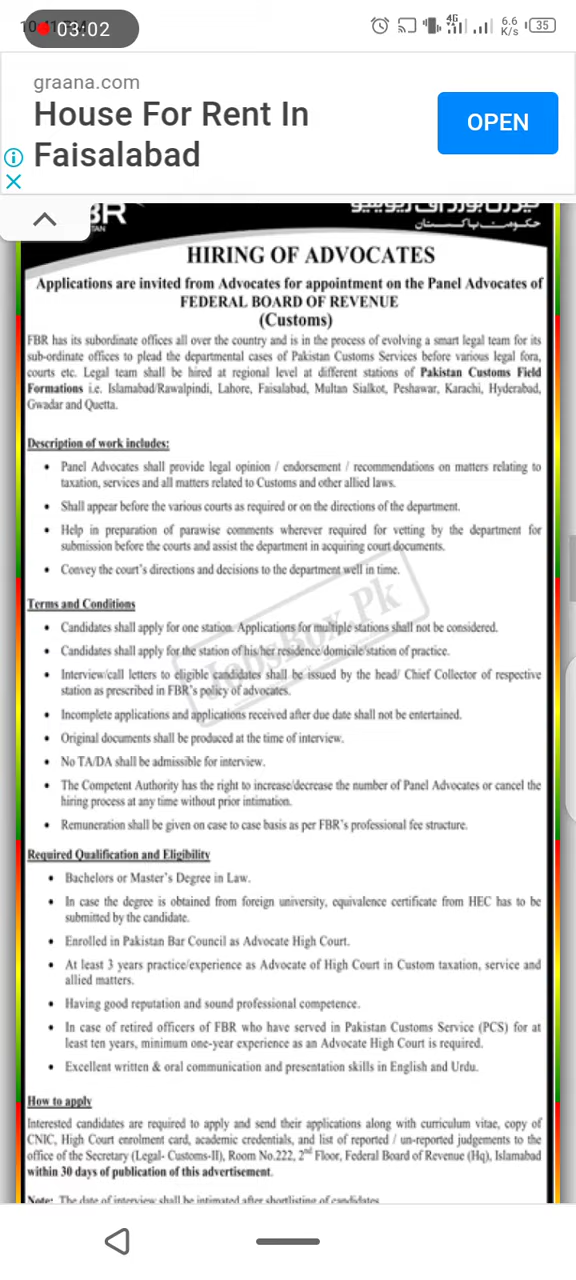 03:02
4G
6.6
K/s
35
graana.com
House For Rent In
Faisalabad
OPEN
حکومت پاکستان
HIRING OF ADVOCATES
Applications are invited from Advocates for appointment on the Panel Advocates of
FEDERAL BOARD OF REVENUE
(Customs)
FBR has its subordinate offices all over the country and is in the process of evolving a smart legal team for its
sub-ordinate offices to plead the departmental cases of Pakistan Customs Services before various legal fora,
courts etc. Legal team shall be hired at regional level at different stations of Pakistan Customs Field
Formations i.e. Islamabad/Rawalpindi, Lahore, Faisalabad, Multan Sialkot, Peshawar, Karachi, Hyderabad,
Gwadar and Quetta.
Description of work includes:
• Panel Advocates shall provide legal opinion / endorsement / recommendations on matters relating to
taxation, services and all matters related to Customs and other allied laws.
• Shall appear before the various courts as required or on the directions of the department.
• Help in preparation of parawise comments wherever required for vetting by the department for
submission before the courts and assist the department in acquiring court documents.
• Convey the court's directions and decisions to the department well in time.
Terms and Conditions
• Candidates shall apply for one station. Applications for multiple stations shall not be considered.
• Candidates shall apply for the station of his/her residence/domicile/station of practice.
• Interview/call letters to eligible candidates shall be issued by the head/ Chief Collector of respective
station as prescribed in FBR's policy of advocates.
• Incomplete applications and applications received after due date shall not be entertained.
• Original documents shall be produced at the time of interview.
• No TA/DA shall be admissible for interview.
• The Competent Authority has the right to increase/decrease the number of Panel Advocates or cancel the
hiring process at any time without prior intimation.
• Remuneration shall be given on case to case basis as per FBR's professional fee structure.
JobsBox.Pk
Required Qualification and Eligibility
• Bachelors or Master's Degree in Law.
• In case the degree is obtained from foreign university, equivalence certificate from HEC has to be
submitted by the candidate.
• Enrolled in Pakistan Bar Council as Advocate High Court.
• At least 3 years practice/experience as Advocate of High Court in Custom taxation, service and
allied matters.
• Having good reputation and sound professional competence.
• In case of retired officers of FBR who have served in Pakistan Customs Service (PCS) for at
least ten years, minimum one-year experience as an Advocate High Court is required.
• Excellent written & oral communication and presentation skills in English and Urdu.
How to apply
Interested candidates are required to apply and send their applications along with curriculum vitae, copy of
CNIC, High Court enrolment card, academic credentials, and list of reported / un-reported judgements to the
office of the Secretary (Legal- Customs-II), Room No.222, 2nd Floor, Federal Board of Revenue (Hq), Islamabad
within 30 days of publication of this advertisement.
Note: The date of interview shall be intimated after shortlisting of candidates